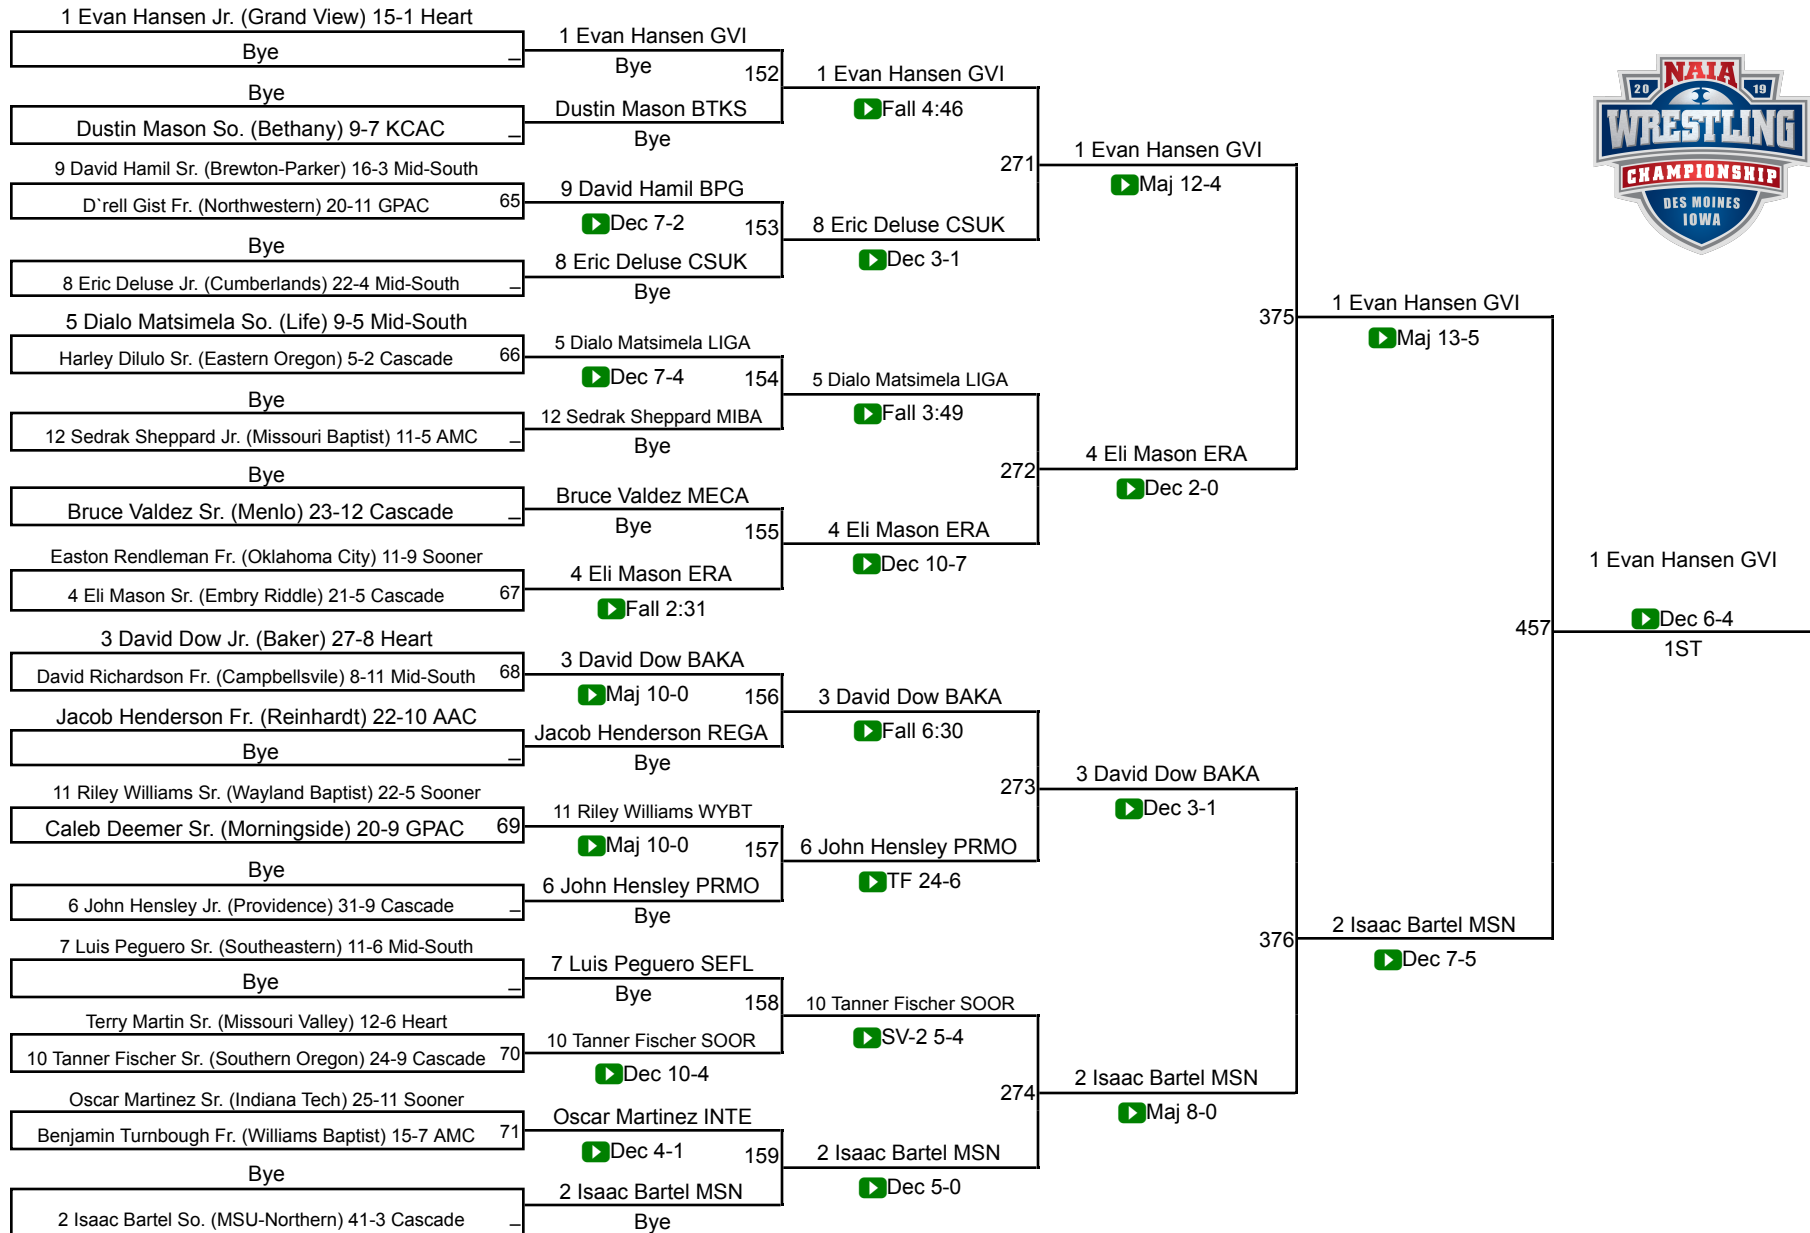 1 Evan Hansen Jr. (Grand View) 15-1 Heart
Bye
_
Bye
Dustin Mason So. (Bethany) 9-7 KCAC
_
9 David Hamil Sr. (Brewton-Parker) 16-3 Mid-South
D`rell Gist Fr. (Northwestern) 20-11 GPAC
65
Bye
8 Eric Deluse Jr. (Cumberlands) 22-4 Mid-South
_
5 Dialo Matsimela So. (Life) 9-5 Mid-South
Harley Dilulo Sr. (Eastern Oregon) 5-2 Cascade
66
Bye
12 Sedrak Sheppard Jr. (Missouri Baptist) 11-5 AMC
_
Bye
Bruce Valdez Sr. (Menlo) 23-12 Cascade
_
Easton Rendleman Fr. (Oklahoma City) 11-9 Sooner
4 Eli Mason Sr. (Embry Riddle) 21-5 Cascade
67
3 David Dow Jr. (Baker) 27-8 Heart
David Richardson Fr. (Campbellsvile) 8-11 Mid-South
68
Jacob Henderson Fr. (Reinhardt) 22-10 AAC
Bye
_
11 Riley Williams Sr. (Wayland Baptist) 22-5 Sooner
Caleb Deemer Sr. (Morningside) 20-9 GPAC
69
Bye
6 John Hensley Jr. (Providence) 31-9 Cascade
_
7 Luis Peguero Sr. (Southeastern) 11-6 Mid-South
Bye
_
Terry Martin Sr. (Missouri Valley) 12-6 Heart
10 Tanner Fischer Sr. (Southern Oregon) 24-9 Cascade
70
Oscar Martinez Sr. (Indiana Tech) 25-11 Sooner
Benjamin Turnbough Fr. (Williams Baptist) 15-7 AMC
71
Bye
2 Isaac Bartel So. (MSU-Northern) 41-3 Cascade
_
1 Evan Hansen GVI
Bye
152
Dustin Mason BTKS
Bye
9 David Hamil BPG
Dec 7-2
153
8 Eric Deluse CSUK
Bye
5 Dialo Matsimela LIGA
Dec 7-4
154
12 Sedrak Sheppard MIBA
Bye
Bruce Valdez MECA
Bye
155
4 Eli Mason ERA
Fall 2:31
3 David Dow BAKA
Maj 10-0
156
Jacob Henderson REGA
Bye
11 Riley Williams WYBT
Maj 10-0
157
6 John Hensley PRMO
Bye
7 Luis Peguero SEFL
Bye
158
10 Tanner Fischer SOOR
Dec 10-4
Oscar Martinez INTE
Dec 4-1
159
2 Isaac Bartel MSN
Bye
1 Evan Hansen GVI
Fall 4:46
271
8 Eric Deluse CSUK
Dec 3-1
5 Dialo Matsimela LIGA
Fall 3:49
272
4 Eli Mason ERA
Dec 10-7
3 David Dow BAKA
Fall 6:30
273
6 John Hensley PRMO
TF 24-6
10 Tanner Fischer SOOR
SV-2 5-4
274
2 Isaac Bartel MSN
Dec 5-0
1 Evan Hansen GVI
Maj 12-4
375
4 Eli Mason ERA
Dec 2-0
3 David Dow BAKA
Dec 3-1
376
2 Isaac Bartel MSN
Maj 8-0
1 Evan Hansen GVI
Maj 13-5
457
2 Isaac Bartel MSN
Dec 7-5
1 Evan Hansen GVI
Dec 6-4
1ST
NAIA
20 19
WRESTLING
CHAMPIONSHIP
DES MOINES
IOWA